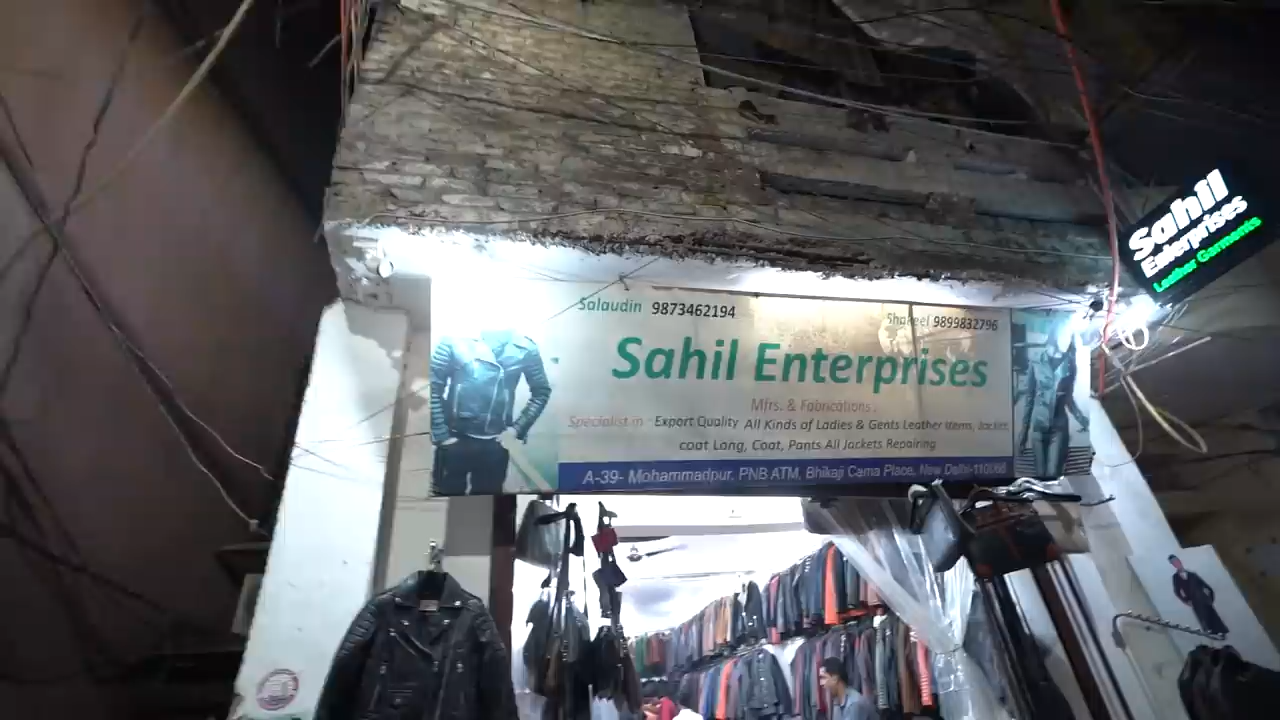 Salaudin 9873462194
Shakeel 9899832796
Sahil Enterprises
Mfrs. & Fabrications.
Specialist in : Export Quality All Kinds of Ladies & Gents Leather Items, Jacket
coat Long, Coat, Pants All Jackets Repairing
A-39- Mohammadpur, PNB ATM, Bhikaji Cama Place, New Delhi-110066
Sahil
Enterprises
Leather Garments